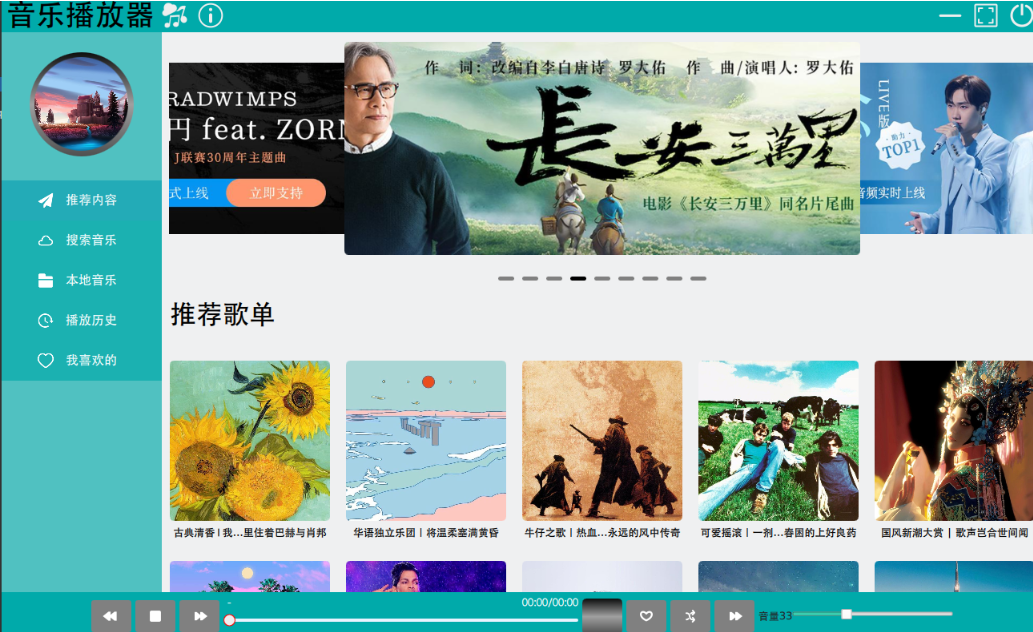 音乐播放器
推荐内容
搜索音乐
本地音乐
播放历史
我喜欢的
RADWIMPS
円 feat. ZORN
J联赛30周年主题曲
式上线
立即支持
作 词: 改编自李白唐诗 罗大佑 作 曲/演唱人: 罗大佑
長安三萬里
电影《长安三万里》同名片尾曲
LIVE版
助力
TOP1
音频实时上线
推荐歌单
古典清香 | 我...里住着巴赫与肖邦
华语独立乐团丨将温柔塞满黄昏
牛仔之歌丨热血...永远的风中传奇
可爱摇滚丨一剂...春困的上好良药
国风新潮大赏 | 歌声岂合世间闻
-
00:00/00:00
音量33